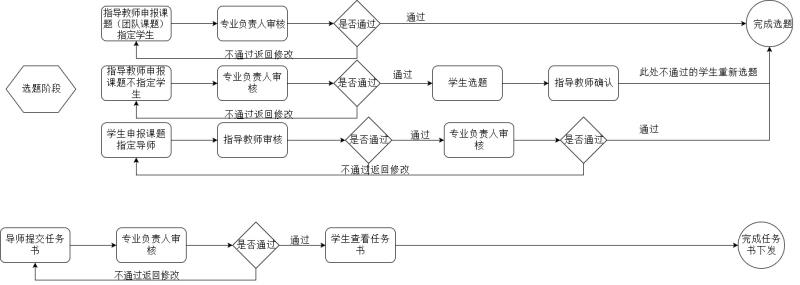 指导教师申报课
题（团队课题）
指定学生
专业负责人审核
是否通过
通过
完成选题
不通过返回修改
选题阶段
指导教师申报
课题不指定学
生
专业负责人审
核
是否通过
通过
学生选题
指导教师确认
此处不通过的学生重新选题
不通过返回修改
学生申报课题
指定导师
指导教师审核
是否通过
通过
专业负责人审
核
是否通过
通过
不通过返回修改
导师提交任务
书
专业负责人审
核
是否通过
通过
学生查看任务
书
完成任务
书下发
不通过返回修改